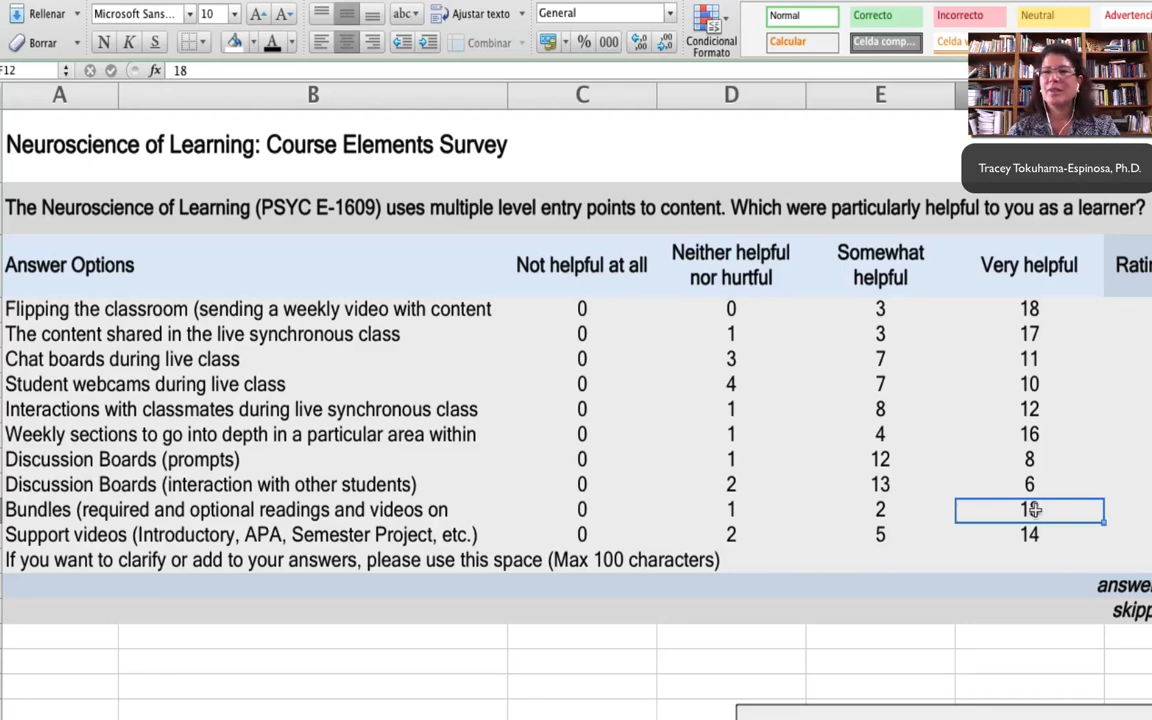 Rellenar Microsoft Sans... 10 A A abc Ajustar texto General Normal Correcto Incorrecto Neutral
Borrar N K S A Combinar % 000 Condicional Formato Calcular Celda comp...
F12 fx 18
A B C D E
Neuroscience of Learning: Course Elements Survey
Tracey Tokuhama-Espinosa, Ph.D.
The Neuroscience of Learning (PSYC E-1609) uses multiple level entry points to content. Which were particularly helpful to you as a learner?
Answer Options Not helpful at all Neither helpful nor hurtful Somewhat helpful Very helpful
Flipping the classroom (sending a weekly video with content 0 0 3 18
The content shared in the live synchronous class 0 1 3 17
Chat boards during live class 0 3 7 11
Student webcams during live class 0 4 7 10
Interactions with classmates during live synchronous class 0 1 8 12
Weekly sections to go into depth in a particular area within 0 1 4 16
Discussion Boards (prompts) 0 1 12 8
Discussion Boards (interaction with other students) 0 2 13 6
Bundles (required and optional readings and videos on 0 1 2 18
Support videos (Introductory, APA, Semester Project, etc.) 0 2 5 14
If you want to clarify or add to your answers, please use this space (Max 100 characters)